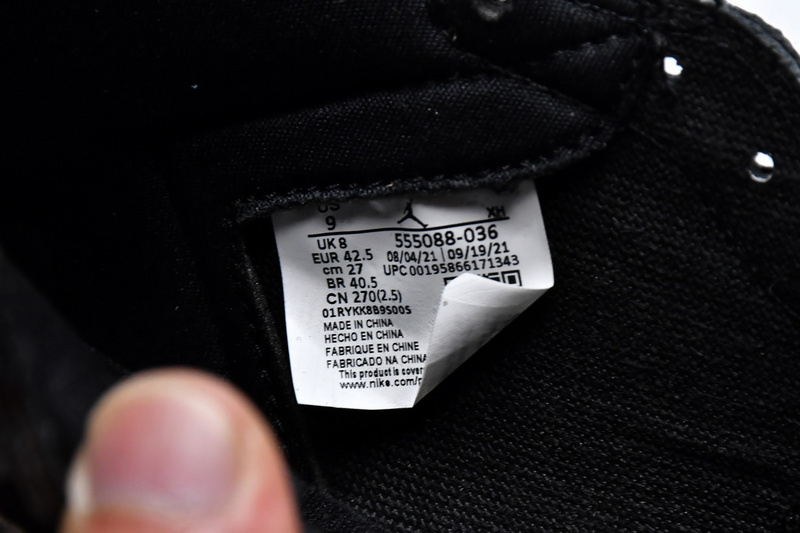 US XH
9
UK 8 555088-036
EUR 42.5 08/04/21 | 09/19/21
cm 27 UPC 00195866171343
BR 40.5
CN 270(2.5)
01RYKK8B9S00S
MADE IN CHINA
HECHO EN CHINA
FABRIQUE EN CHINE
FABRICADO NA CHINA
This product is cover
www.nike.com/